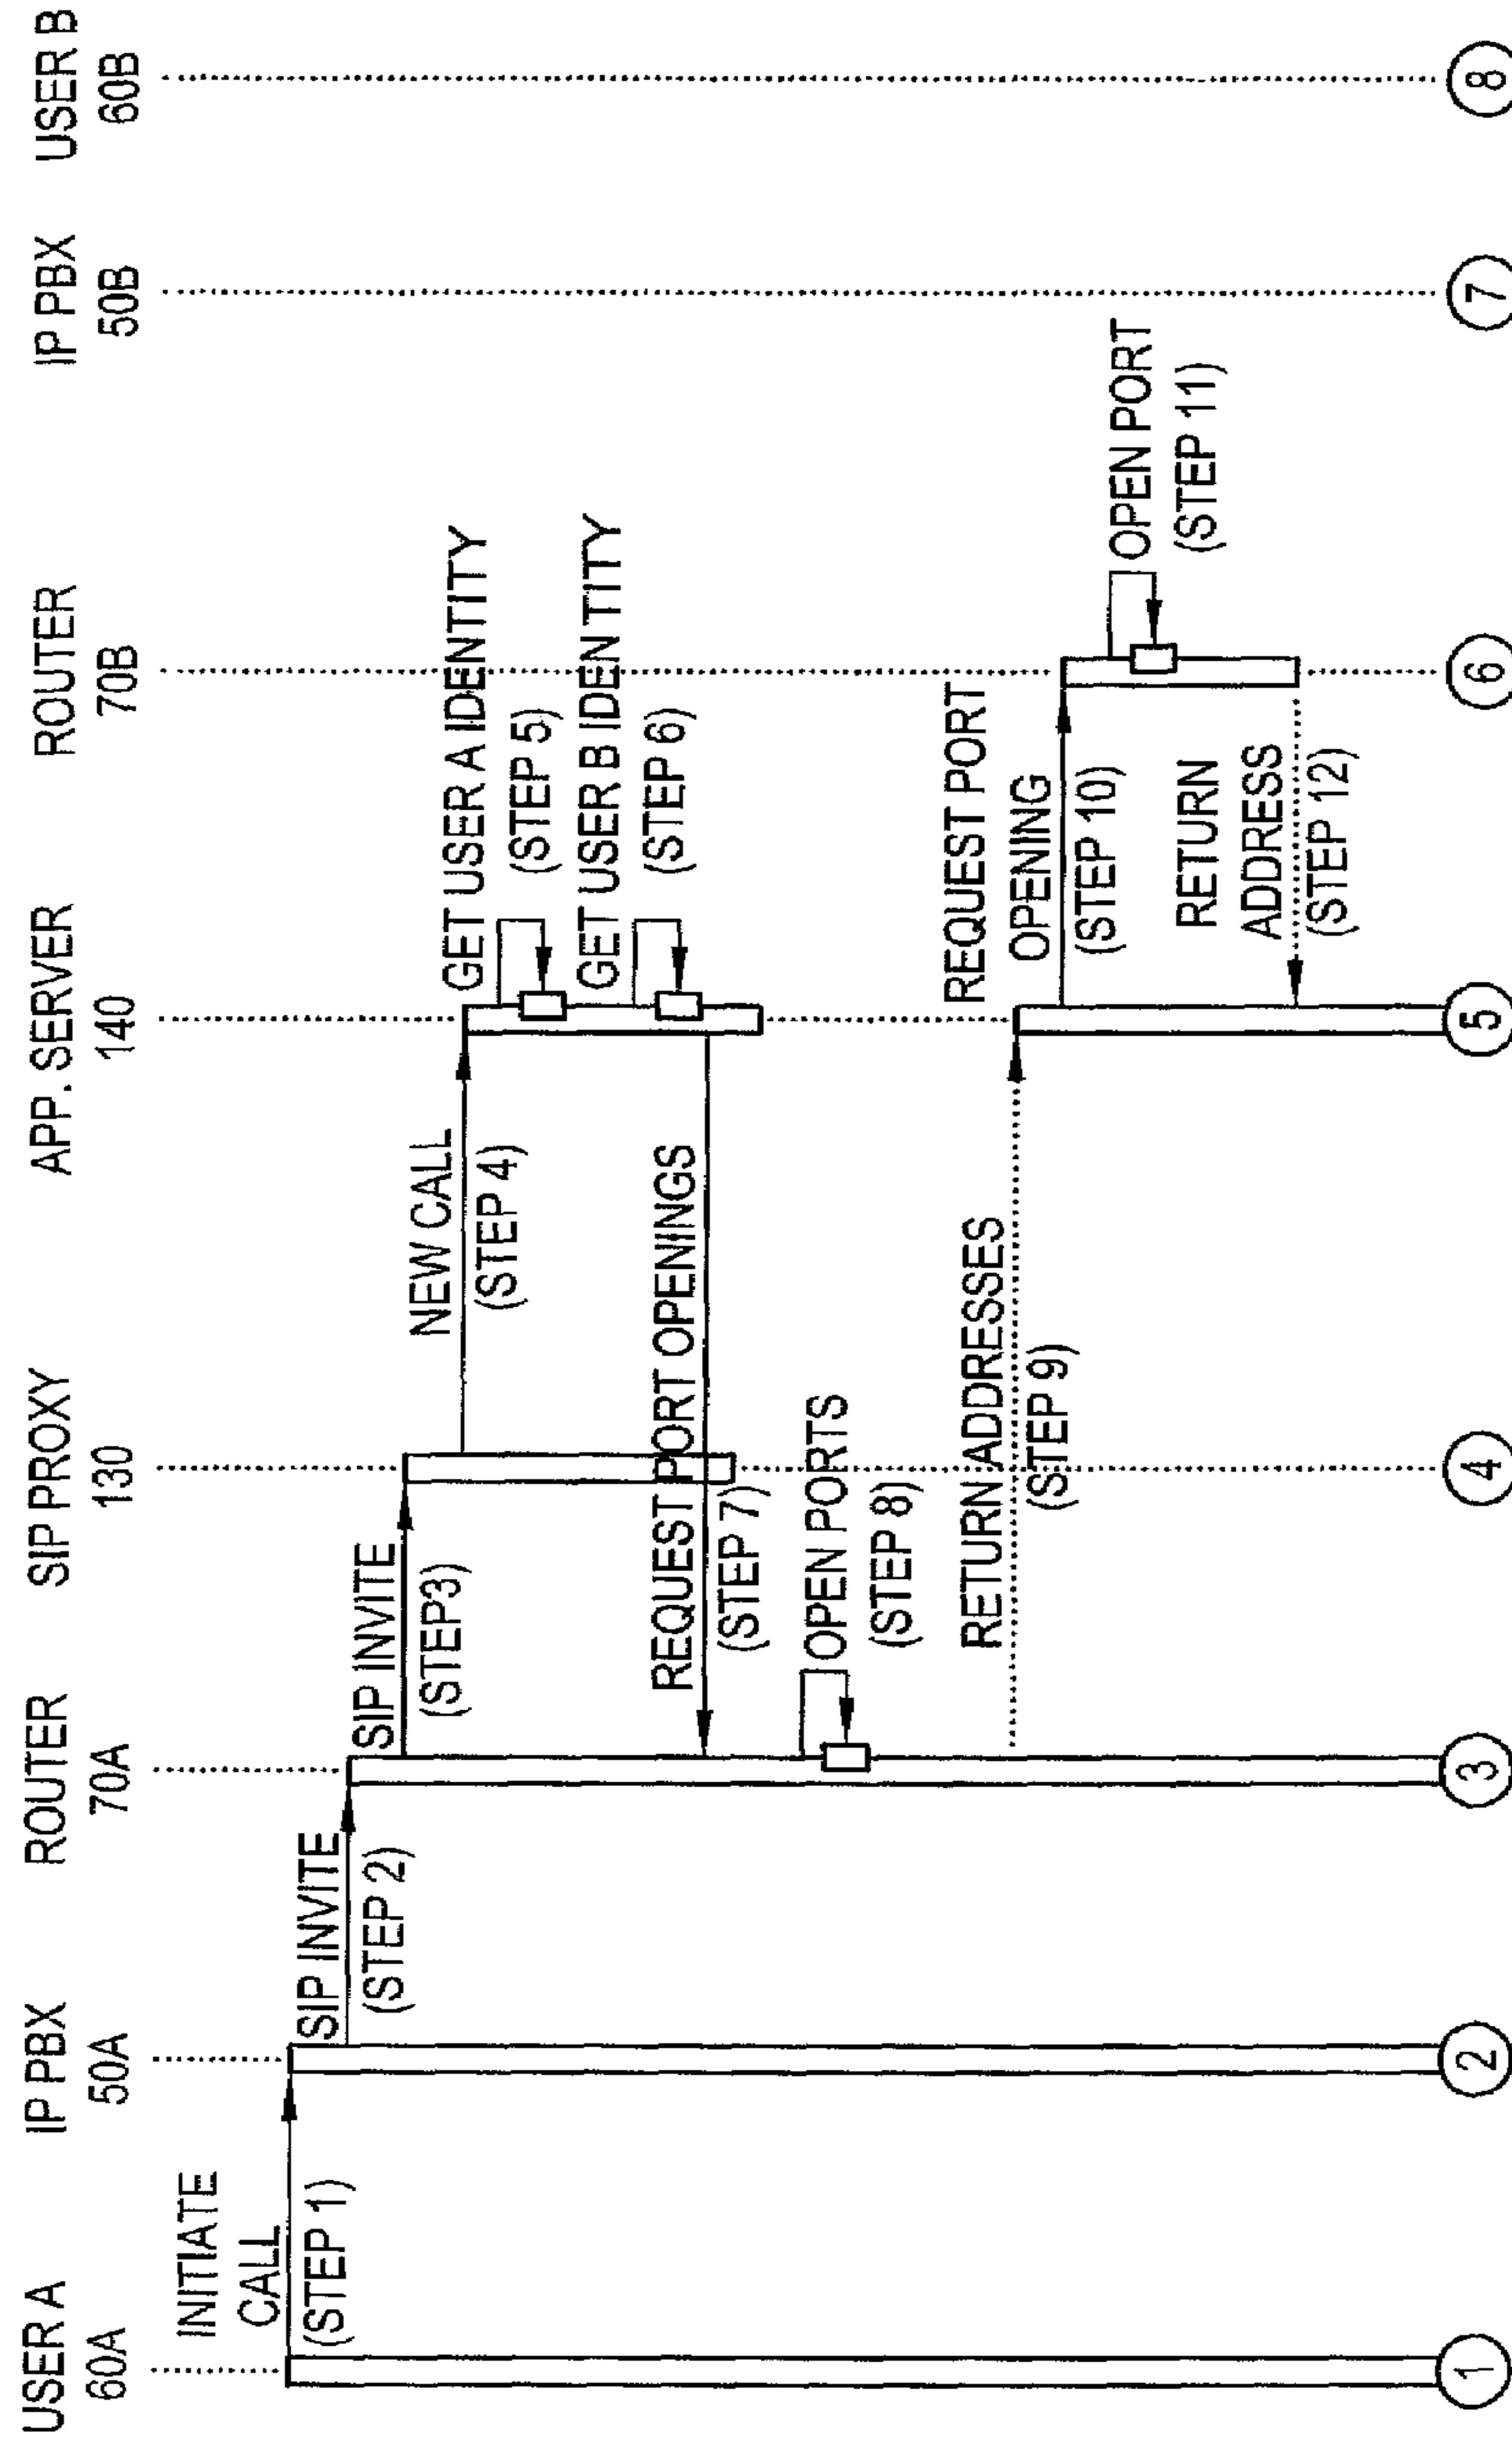 USER A
60A
IP PBX
50A
ROUTER
70A
SIP PROXY
130
APP. SERVER
140
ROUTER
70B
IP PBX
50B
USER B
60B
INITIATE
CALL
(STEP 1)
SIP INVITE
(STEP 2)
SIP INVITE
(STEP3)
NEW CALL
(STEP 4)
GET USER A IDENTITY
(STEP 5)
GET USER B IDENTITY
(STEP 6)
REQUEST PORT OPENINGS
(STEP 7)
OPEN PORTS
(STEP 8)
RETURN ADDRESSES
(STEP 9)
REQUEST PORT
OPENING
(STEP 10)
OPEN PORT
(STEP 11)
RETURN
ADDRESS
(STEP 12)
1
2
3
4
5
6
7
8